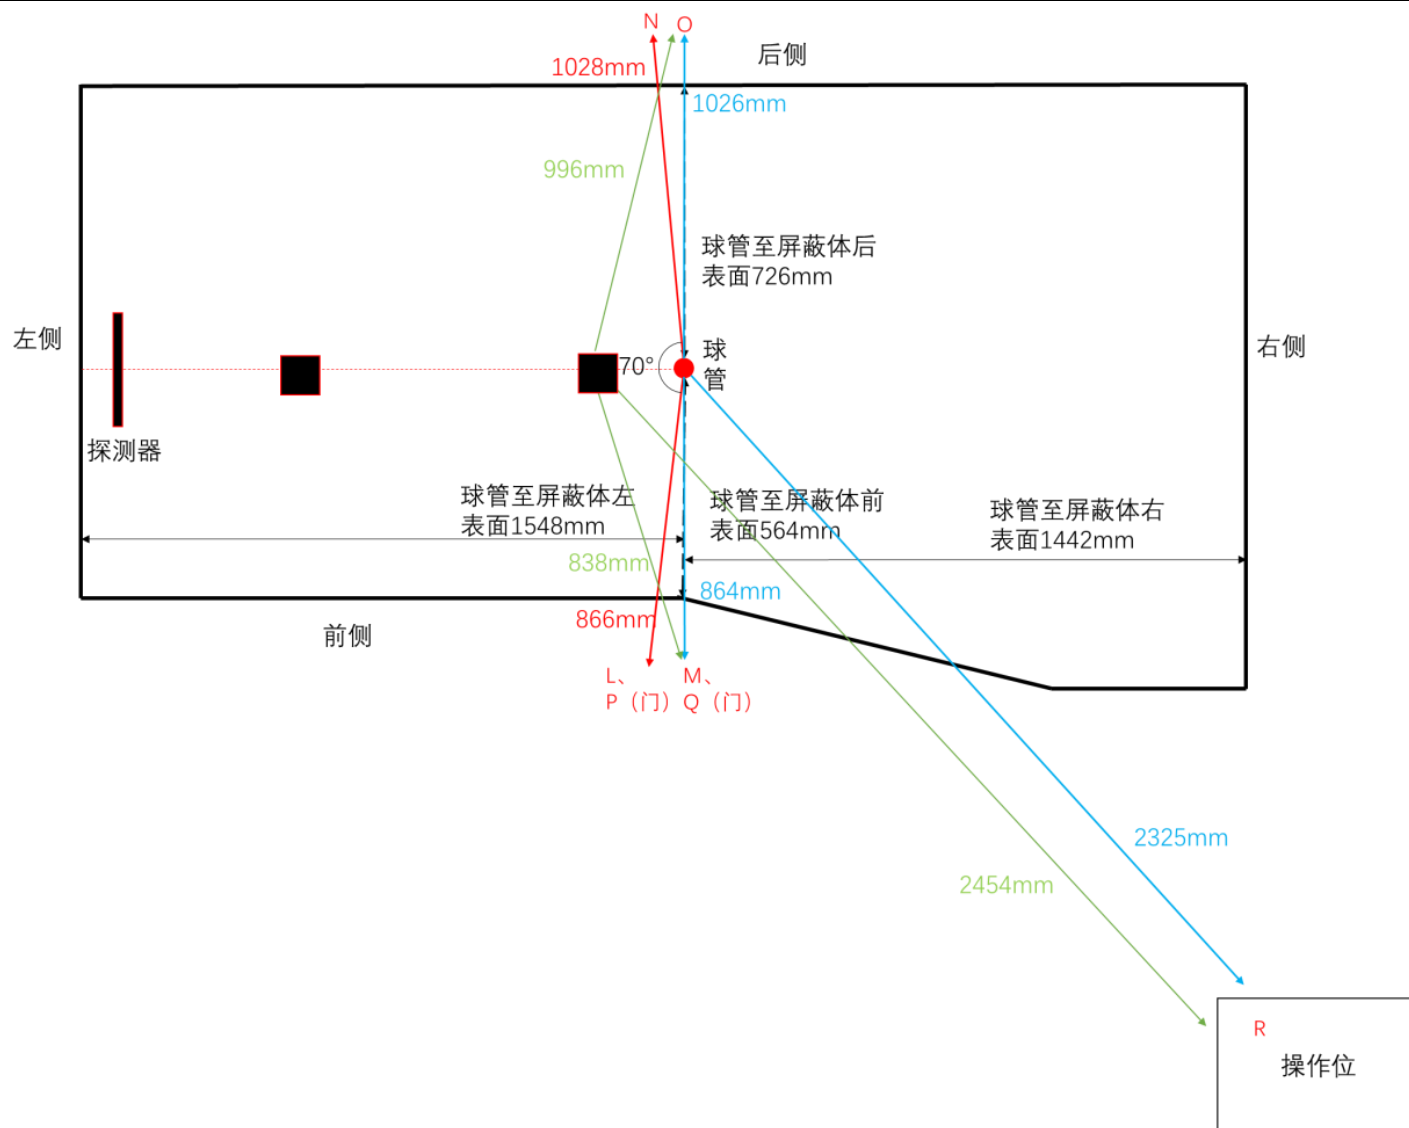 N
O
后侧
1028mm
1026mm
996mm
球管至屏蔽体后
表面726mm
左侧
70°
球
管
右侧
探测器
球管至屏蔽体左
表面1548mm
球管至屏蔽体前
表面564mm
球管至屏蔽体右
表面1442mm
838mm
864mm
866mm
前侧
L、
P（门）
M、
Q（门）
2325mm
2454mm
R
操作位